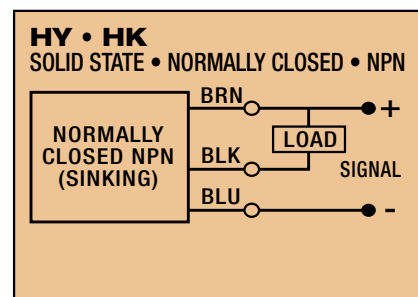 HY • HK
SOLID STATE • NORMALLY CLOSED • NPN
BRN
+
NORMALLY
CLOSED NPN
(SINKING)
LOAD
BLK
SIGNAL
BLU
-